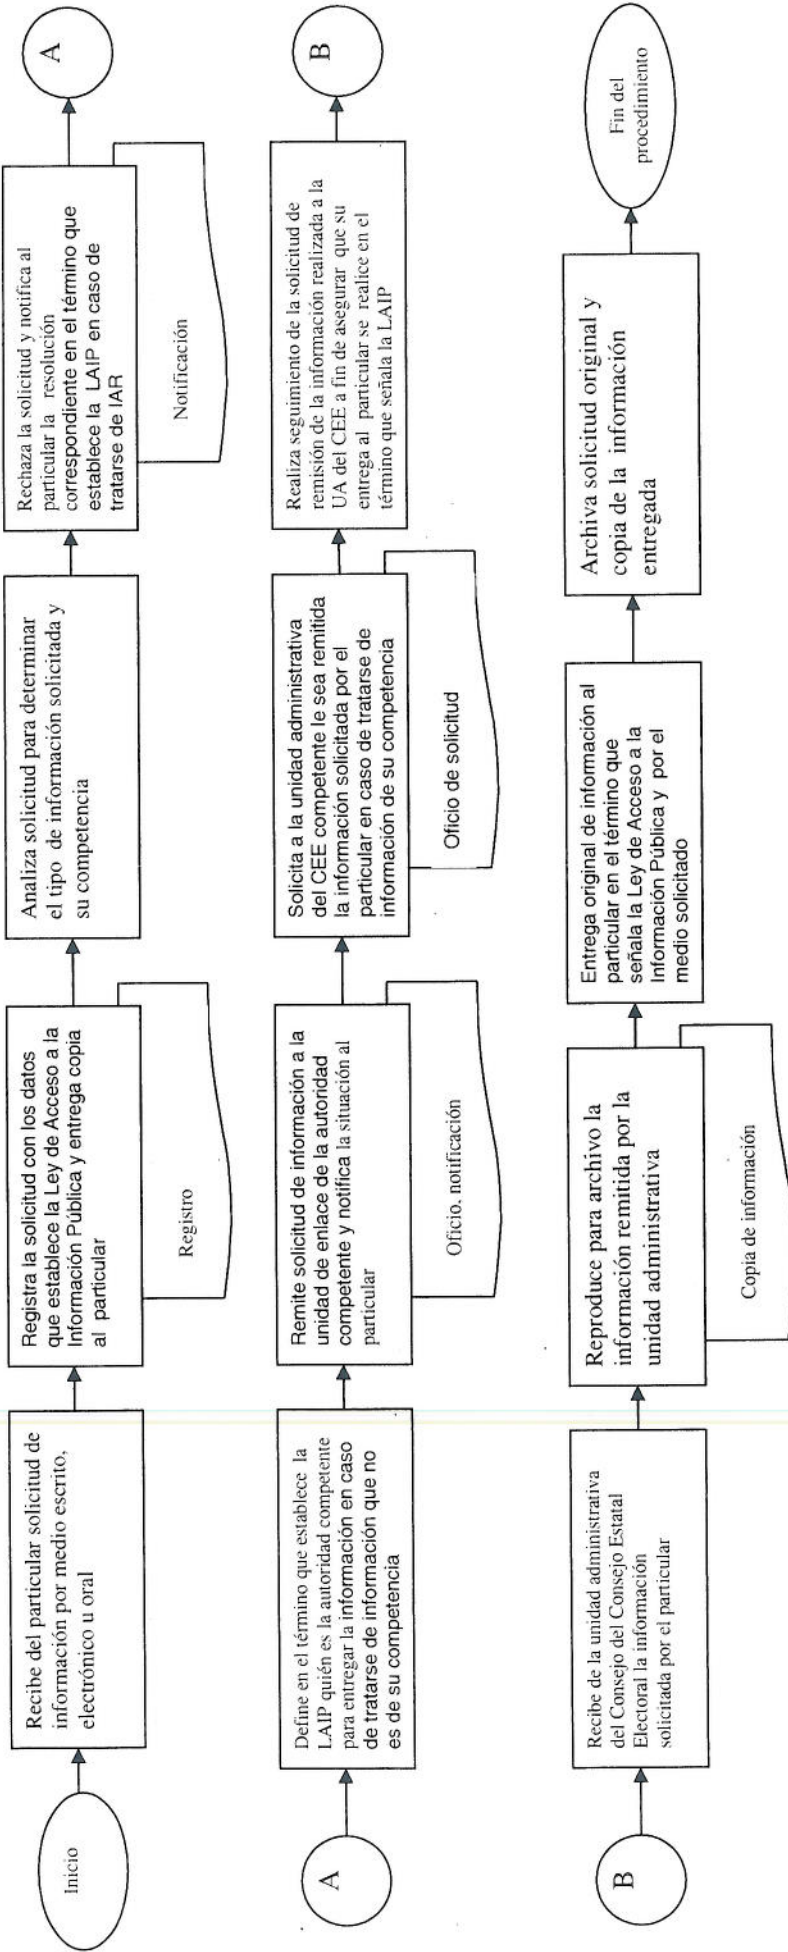 Inicio
Recibe del particular solicitud de
información por medio escrito,
electrónico u oral
Registra la solicitud con los datos
que establece la Ley de Acceso a la
Información Pública y entrega copia
al particular
Registro
Analiza solicitud para determinar
el tipo de información solicitada y
su competencia
Rechaza la solicitud y notifica al
particular la resolución
correspondiente en el término que
establece la LAIP en caso de
tratarse de IAR
Notificación
A
A
Define en el término que establece la
LAIP quién es la autoridad competente
para entregar la información en caso
de tratarse de información que no
es de su competencia
Remite solicitud de información a la
unidad de enlace de la autoridad
competente y notifica la situación al
particular
Oficio. notificación
Solicita a la unidad administrativa
del CEE competente le sea remitida
la información solicitada por el
particular en caso de tratarse de
información de su competencia
Oficio de solicitud
Realiza seguimiento de la solicitud de
remisión de la información realizada a la
UA del CEE a fin de asegurar que su
entrega al particular se realice en el
término que señala la LAIP
B
B
Recibe de la unidad administrativa
del Consejo del Consejo Estatal
Electoral la información
solicitada por el particular
Reproduce para archivo la
información remitida por la
unidad administrativa
Copia de información
Entrega original de información al
particular en el término que
señala la Ley de Acceso a la
Información Pública y por el
medio solicitado
Archiva solicitud original y
copia de la información
entregada
Fin del
procedimiento